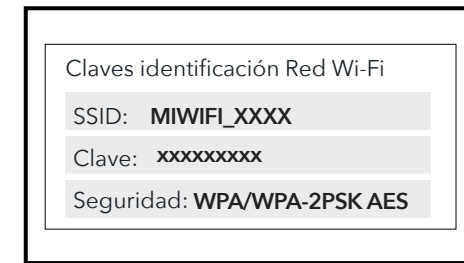 Claves identificación Red Wi-Fi
SSID: MIWIFI_XXXX
Clave: xxxxxxxxx
Seguridad: WPA/WPA-2PSK AES